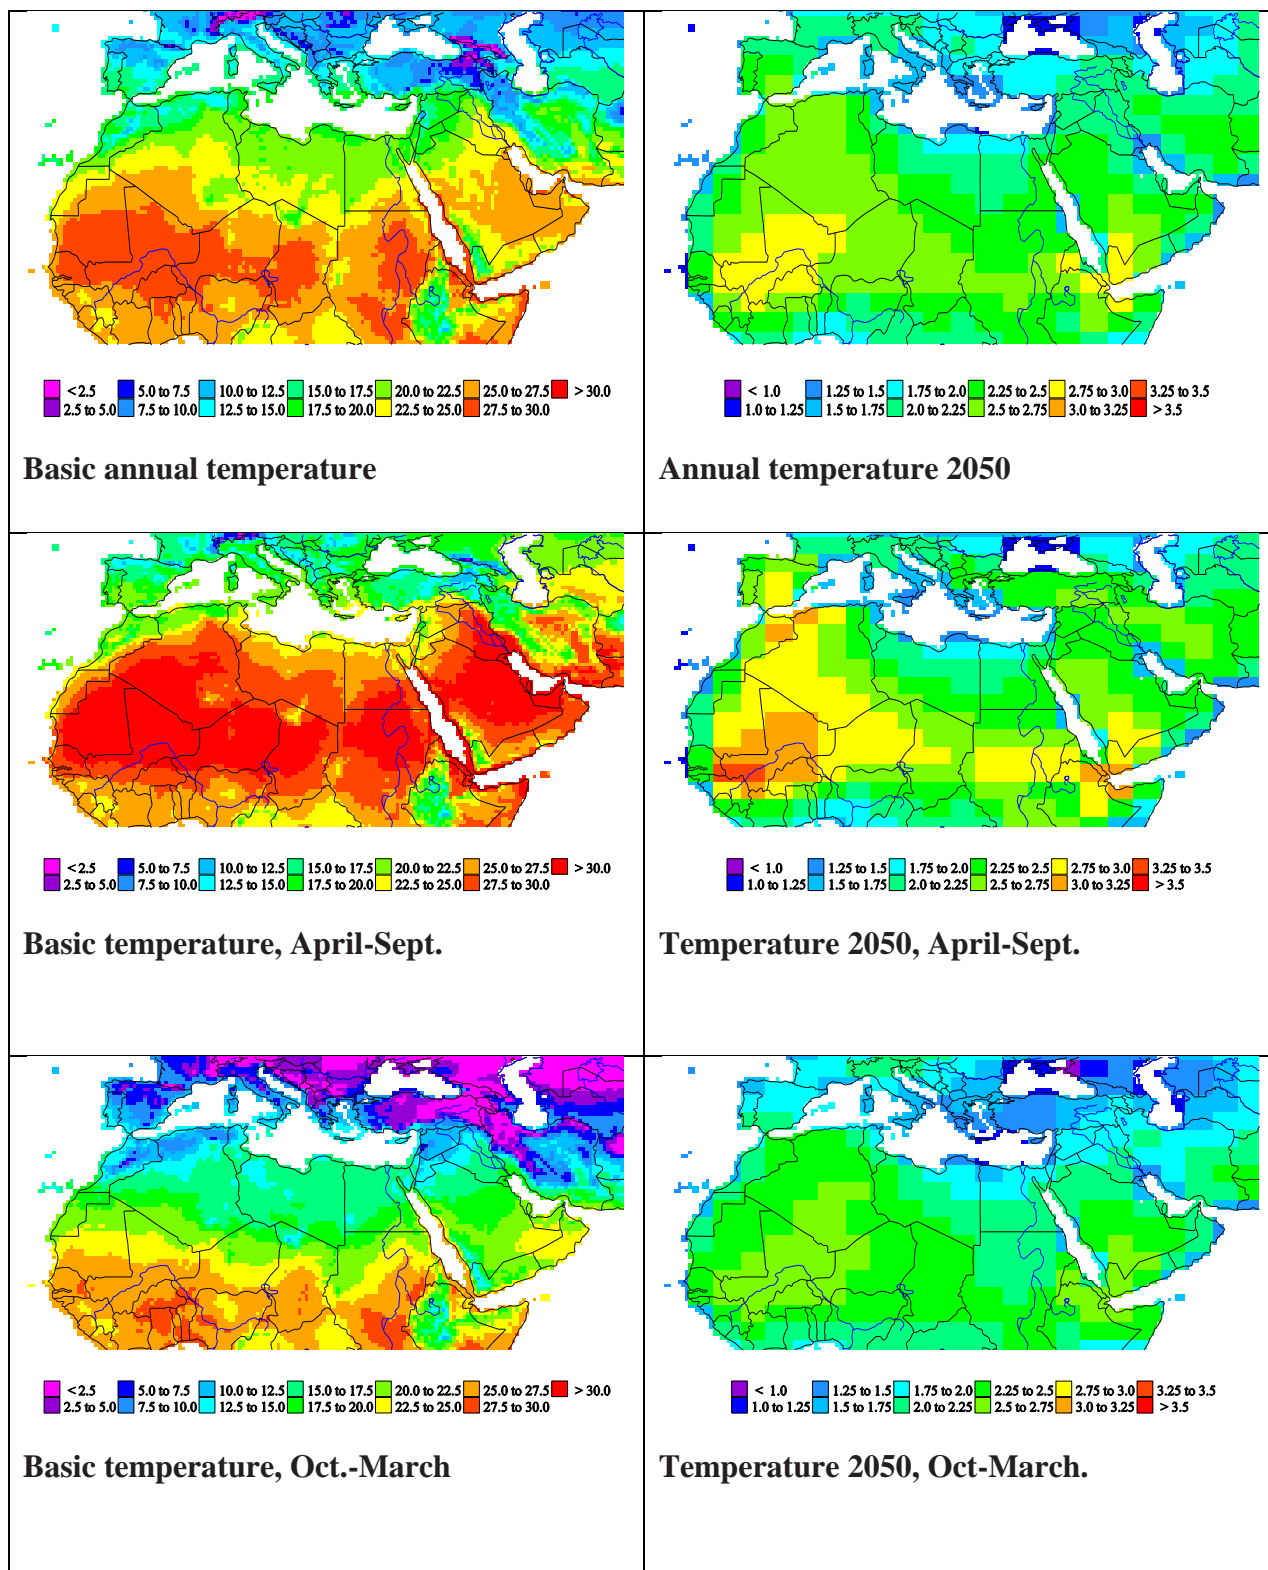 < 2.5 5.0 to 7.5 10.0 to 12.5 15.0 to 17.5 20.0 to 22.5 25.0 to 27.5 > 30.0
2.5 to 5.0 7.5 to 10.0 12.5 to 15.0 17.5 to 20.0 22.5 to 25.0 27.5 to 30.0
Basic annual temperature
< 1.0 1.25 to 1.5 1.75 to 2.0 2.25 to 2.5 2.75 to 3.0 3.25 to 3.5
1.0 to 1.25 1.5 to 1.75 2.0 to 2.25 2.5 to 2.75 3.0 to 3.25 > 3.5
Annual temperature 2050
< 2.5 5.0 to 7.5 10.0 to 12.5 15.0 to 17.5 20.0 to 22.5 25.0 to 27.5 > 30.0
2.5 to 5.0 7.5 to 10.0 12.5 to 15.0 17.5 to 20.0 22.5 to 25.0 27.5 to 30.0
Basic temperature, April-Sept.
< 1.0 1.25 to 1.5 1.75 to 2.0 2.25 to 2.5 2.75 to 3.0 3.25 to 3.5
1.0 to 1.25 1.5 to 1.75 2.0 to 2.25 2.5 to 2.75 3.0 to 3.25 > 3.5
Temperature 2050, April-Sept.
< 2.5 5.0 to 7.5 10.0 to 12.5 15.0 to 17.5 20.0 to 22.5 25.0 to 27.5 > 30.0
2.5 to 5.0 7.5 to 10.0 12.5 to 15.0 17.5 to 20.0 22.5 to 25.0 27.5 to 30.0
Basic temperature, Oct.-March
< 1.0 1.25 to 1.5 1.75 to 2.0 2.25 to 2.5 2.75 to 3.0 3.25 to 3.5
1.0 to 1.25 1.5 to 1.75 2.0 to 2.25 2.5 to 2.75 3.0 to 3.25 > 3.5
Temperature 2050, Oct-March.